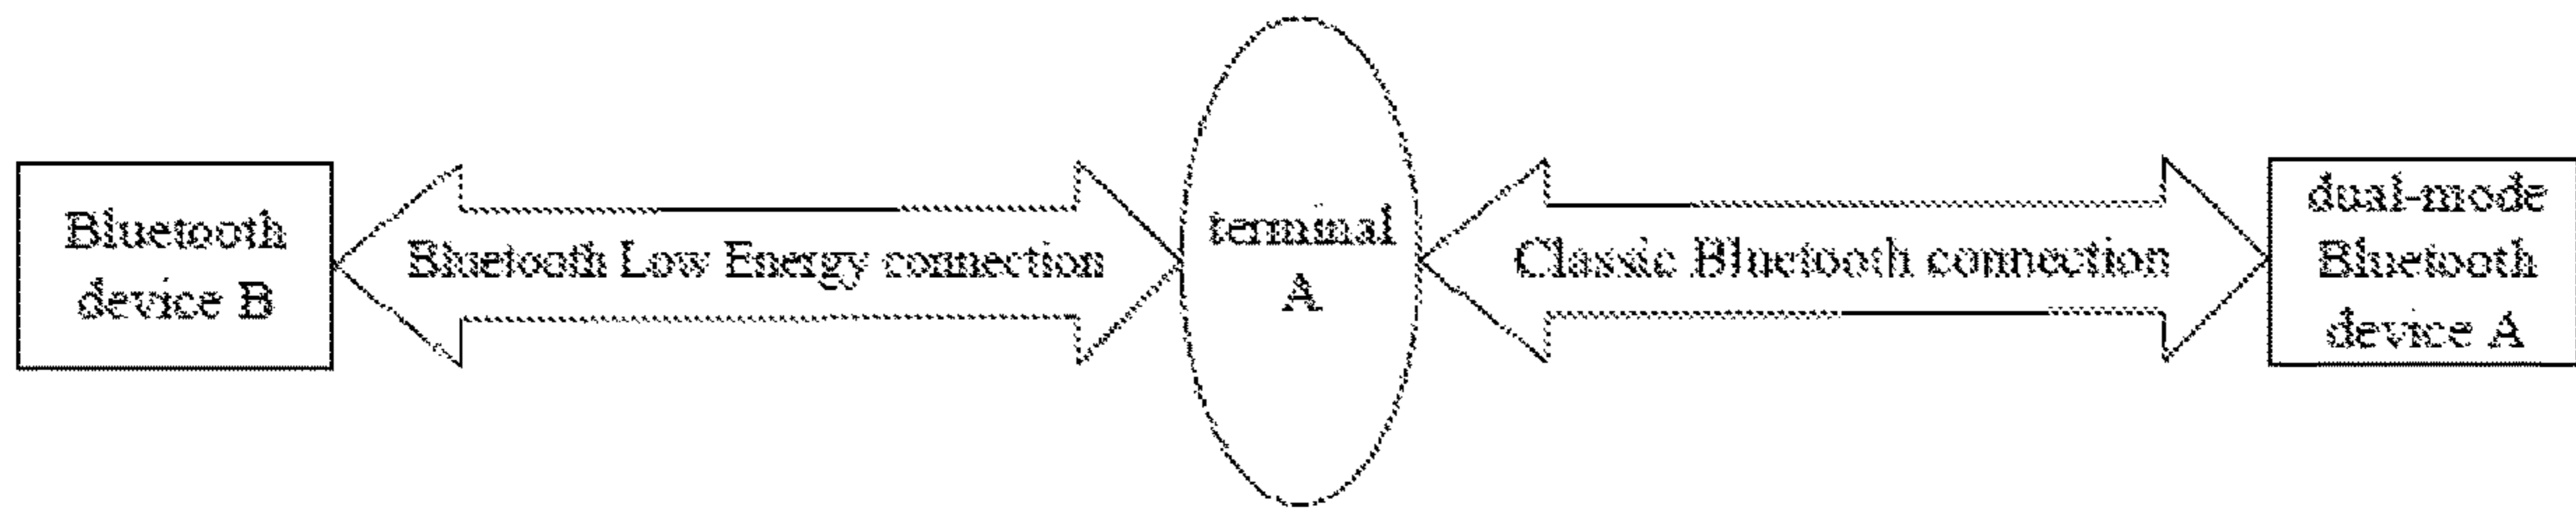 Bluetooth
device B
Bluetooth Low Energy connection
terminal
A
Classic Bluetooth connection
dual-mode
Bluetooth
device A